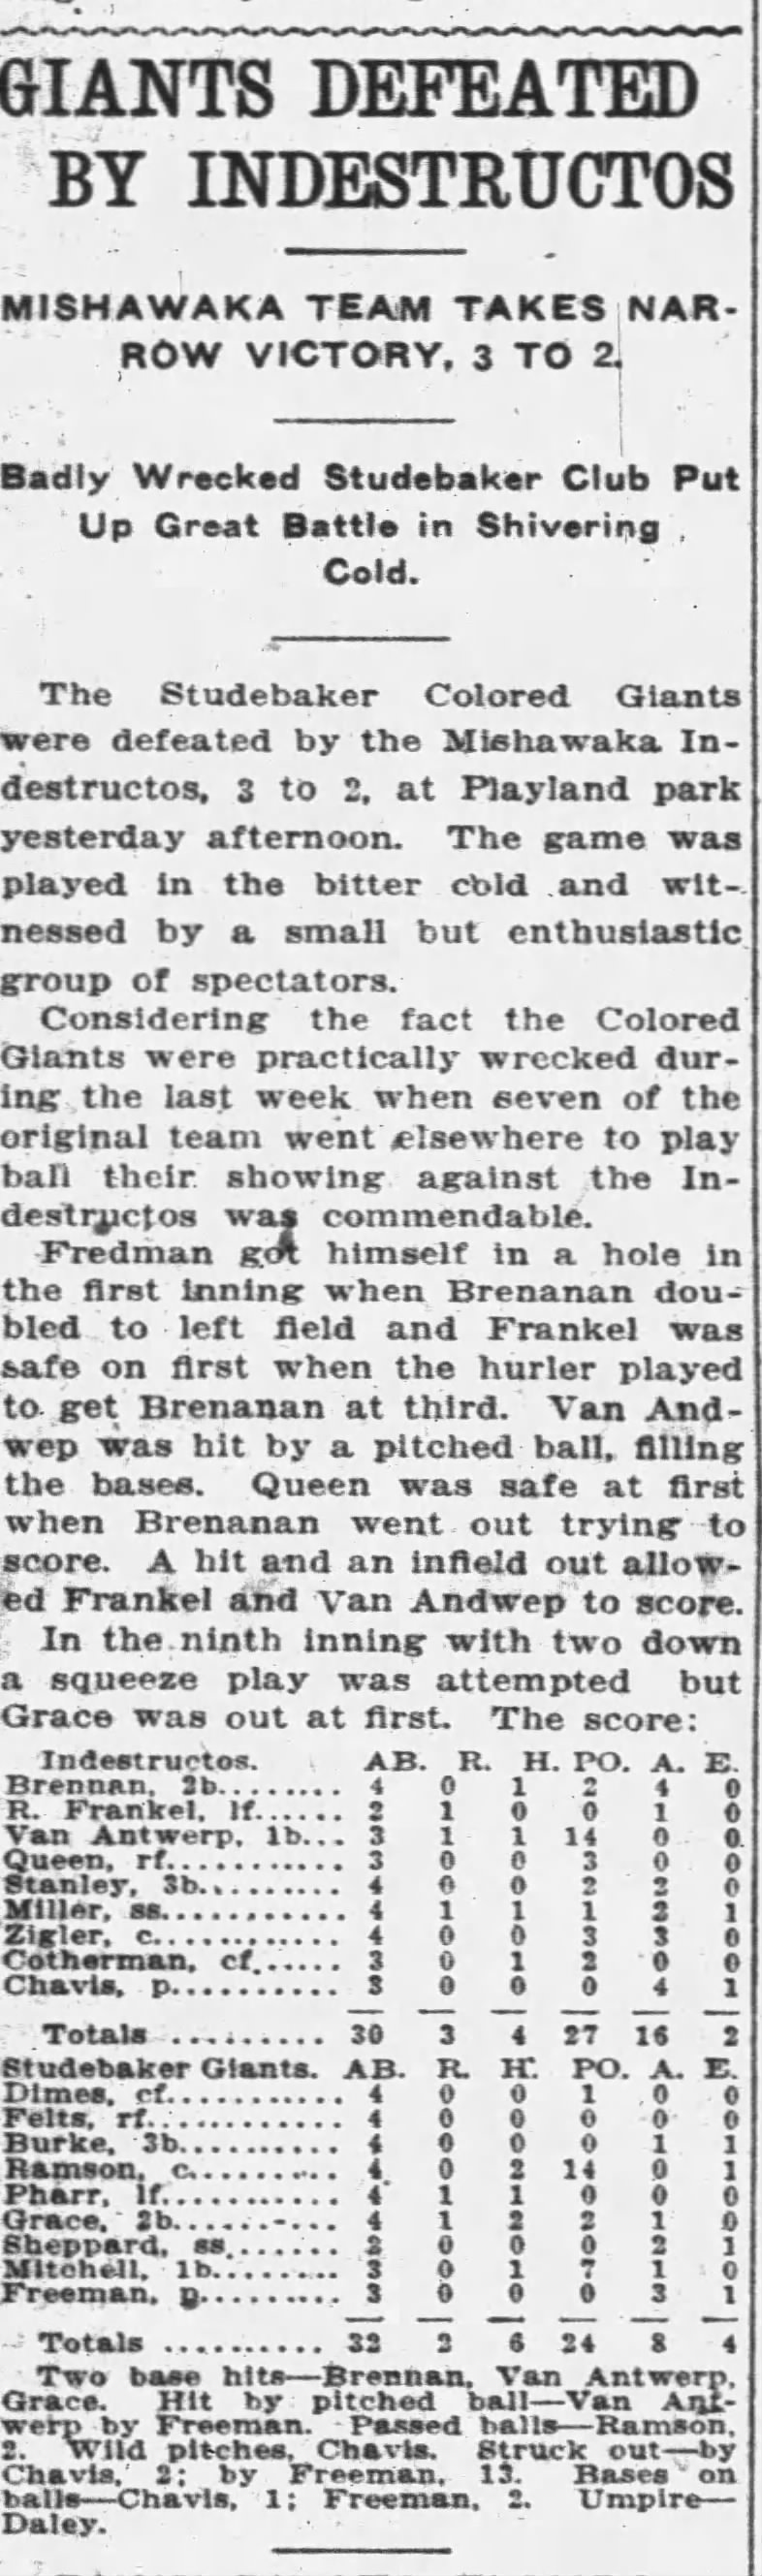 GIANTS DEFEATED
BY INDESTRUCTOS
MISHAWAKA TEAM TAKES NAR-
ROW VICTORY, 3 TO 2.
Badly Wrecked Studebaker Club Put
Up Great Battle in Shivering
Cold.
The Studebaker Colored Giants
were defeated by the Mishawaka In-
destructos, 3 to 2, at Playland park
yesterday afternoon. The game was
played in the bitter cold and wit-
nessed by a small but enthusiastic
group of spectators.
Considering the fact the Colored
Giants were practically wrecked dur-
ing the last week when seven of the
original team went elsewhere to play
ball their showing against the In-
destructos was commendable.
Fredman got himself in a hole in
the first inning when Brenanan dou-
bled to left field and Frankel was
safe on first when the hurler played
to get Brenanan at third. Van And-
wep was hit by a pitched ball, filling
the bases. Queen was safe at first
when Brenanan went out trying to
score. A hit and an infield out allow-
ed Frankel and Van Andwep to score.
In the ninth inning with two down
a squeeze play was attempted but
Grace was out at first. The score:
Indestructos. AB. R. H. PO. A. E.
Brennan, 2b......... 4 0 1 2 4 0
R. Frankel, lf...... 2 1 0 0 1 0
Van Antwerp, 1b... 3 1 1 14 0 0
Queen, rf............ 3 0 0 3 0 0
Stanley, 3b.......... 4 0 0 2 2 0
Miller, ss............ 4 1 1 1 2 1
Zigler, c............. 4 0 0 3 3 0
Cotherman, cf...... 3 0 1 2 0 0
Chavis, p........... 3 0 0 0 4 1
Totals .......... 30 3 4 27 16 2
Studebaker Giants. AB. R. H. PO. A. E.
Dimes, cf............ 4 0 0 1 0 0
Felts, rf............. 4 0 0 0 0 0
Burke, 3b........... 4 0 0 0 1 1
Ramson, c.......... 4 0 2 14 0 1
Pharr, lf............ 4 1 1 0 0 0
Grace, 2b.......... 4 1 2 2 1 0
Sheppard, ss....... 2 0 0 0 2 1
Mitchell, 1b......... 3 0 1 7 1 0
Freeman, p.......... 3 0 0 0 3 1
Totals ........... 32 2 6 24 8 4
Two base hits—Brennan, Van Antwerp,
Grace. Hit by pitched ball—Van Ant-
werp by Freeman. Passed balls—Ramson,
2. Wild pitches, Chavis. Struck out—by
Chavis, 2; by Freeman, 13. Bases on
balls—Chavis, 1; Freeman, 2. Umpire—
Daley.